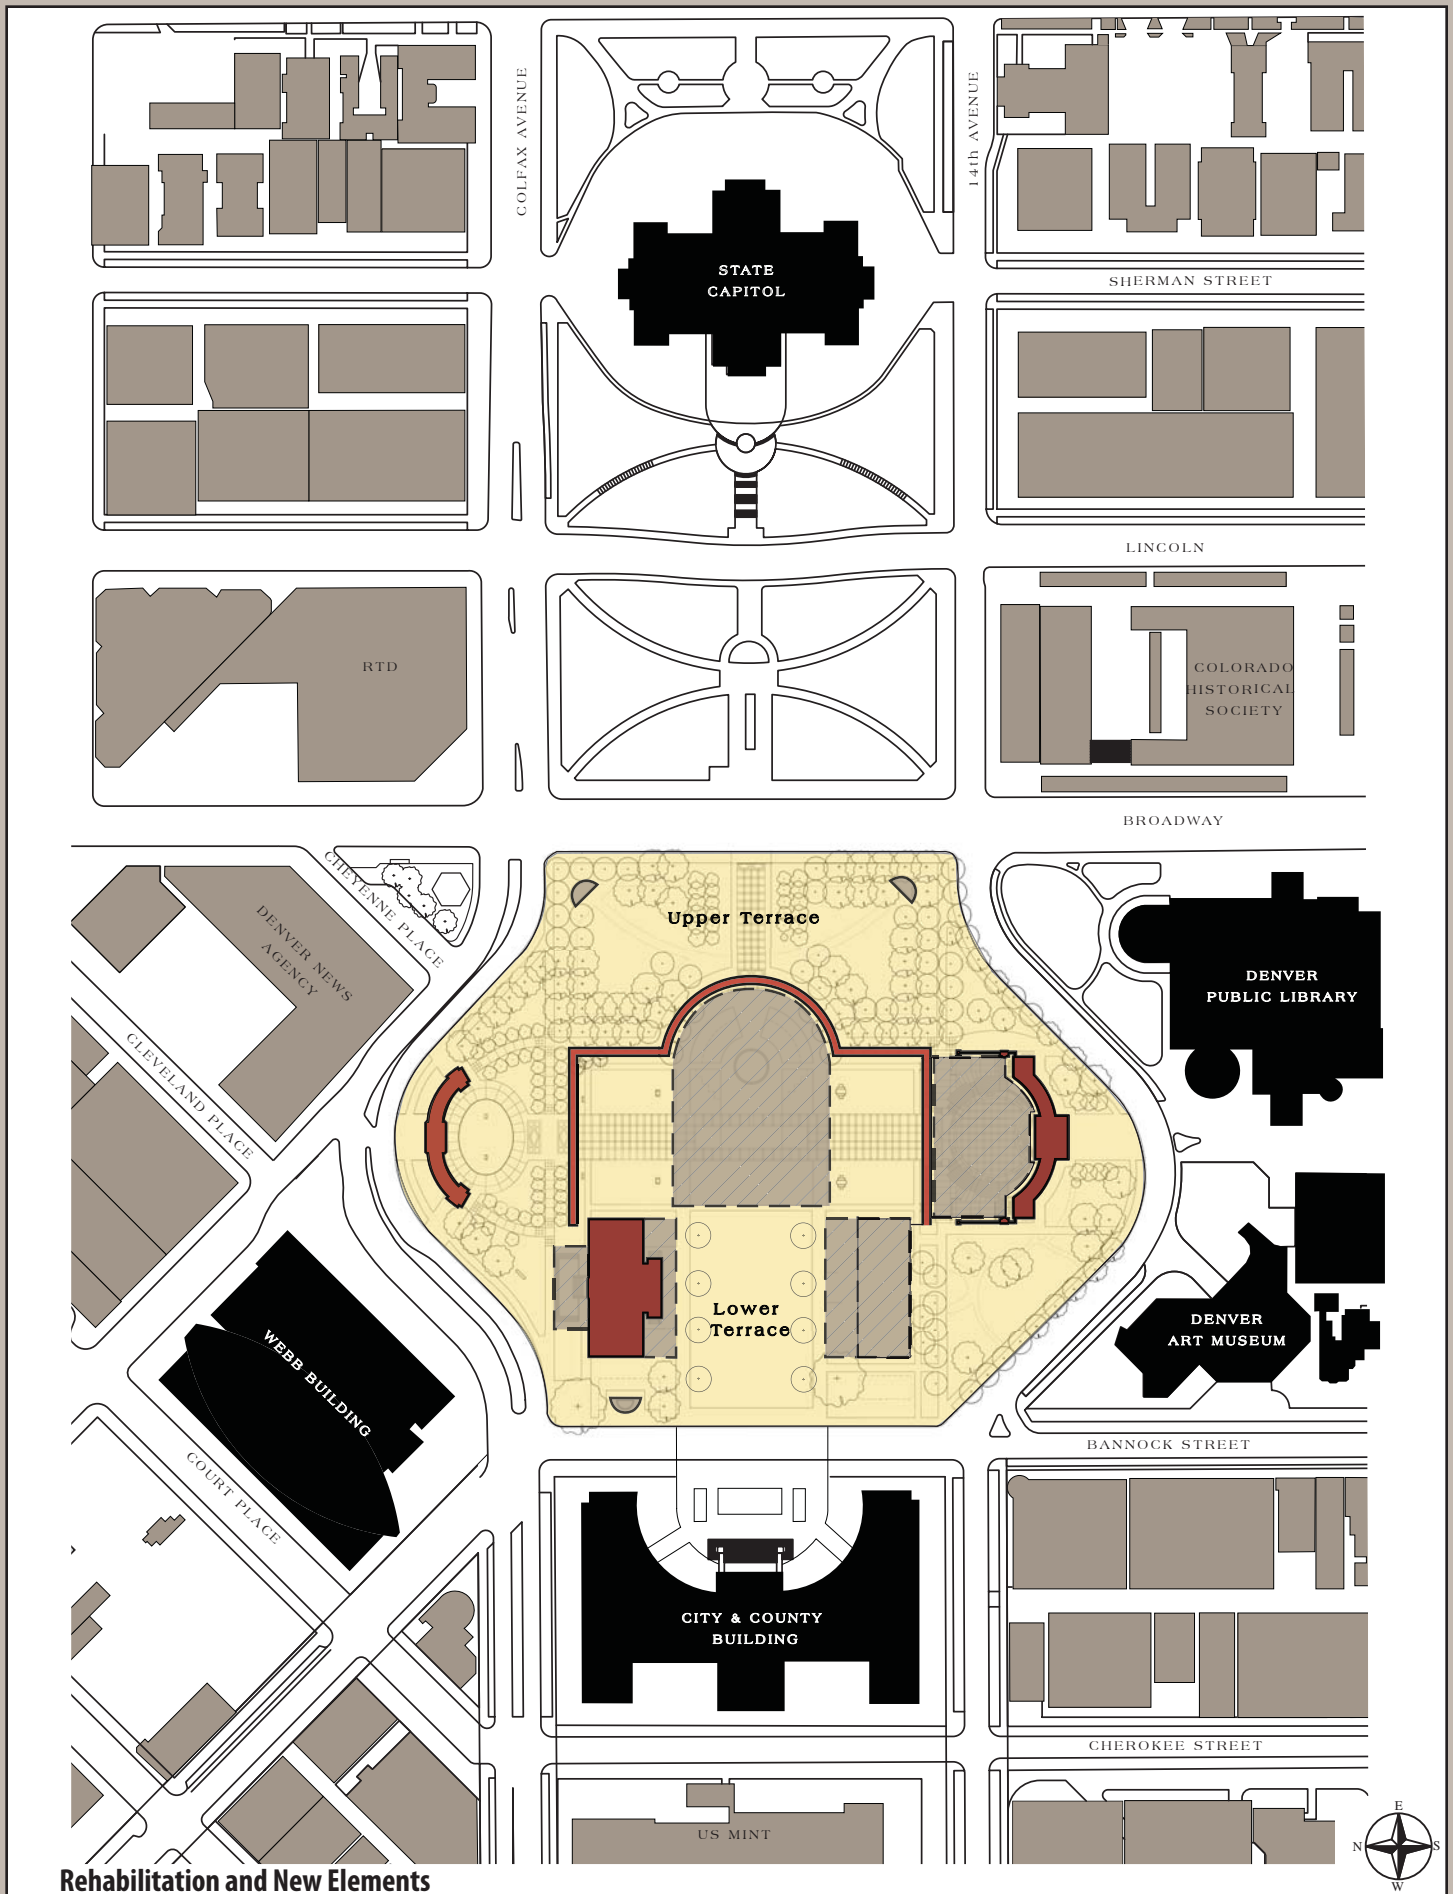 COLFAX AVENUE
14th AVENUE
STATE
CAPITOL
SHERMAN STREET
LINCOLN
RTD
COLORADO
HISTORICAL
SOCIETY
BROADWAY
CHEYENNE PLACE
DENVER NEWS
AGENCY
Upper Terrace
DENVER
PUBLIC LIBRARY
CLEVELAND PLACE
Lower
Terrace
DENVER
ART MUSEUM
WEBB BUILDING
BANNOCK STREET
COURT PLACE
CITY & COUNTY
BUILDING
CHEROKEE STREET
US MINT
E
N
S
W
Rehabilitation and New Elements